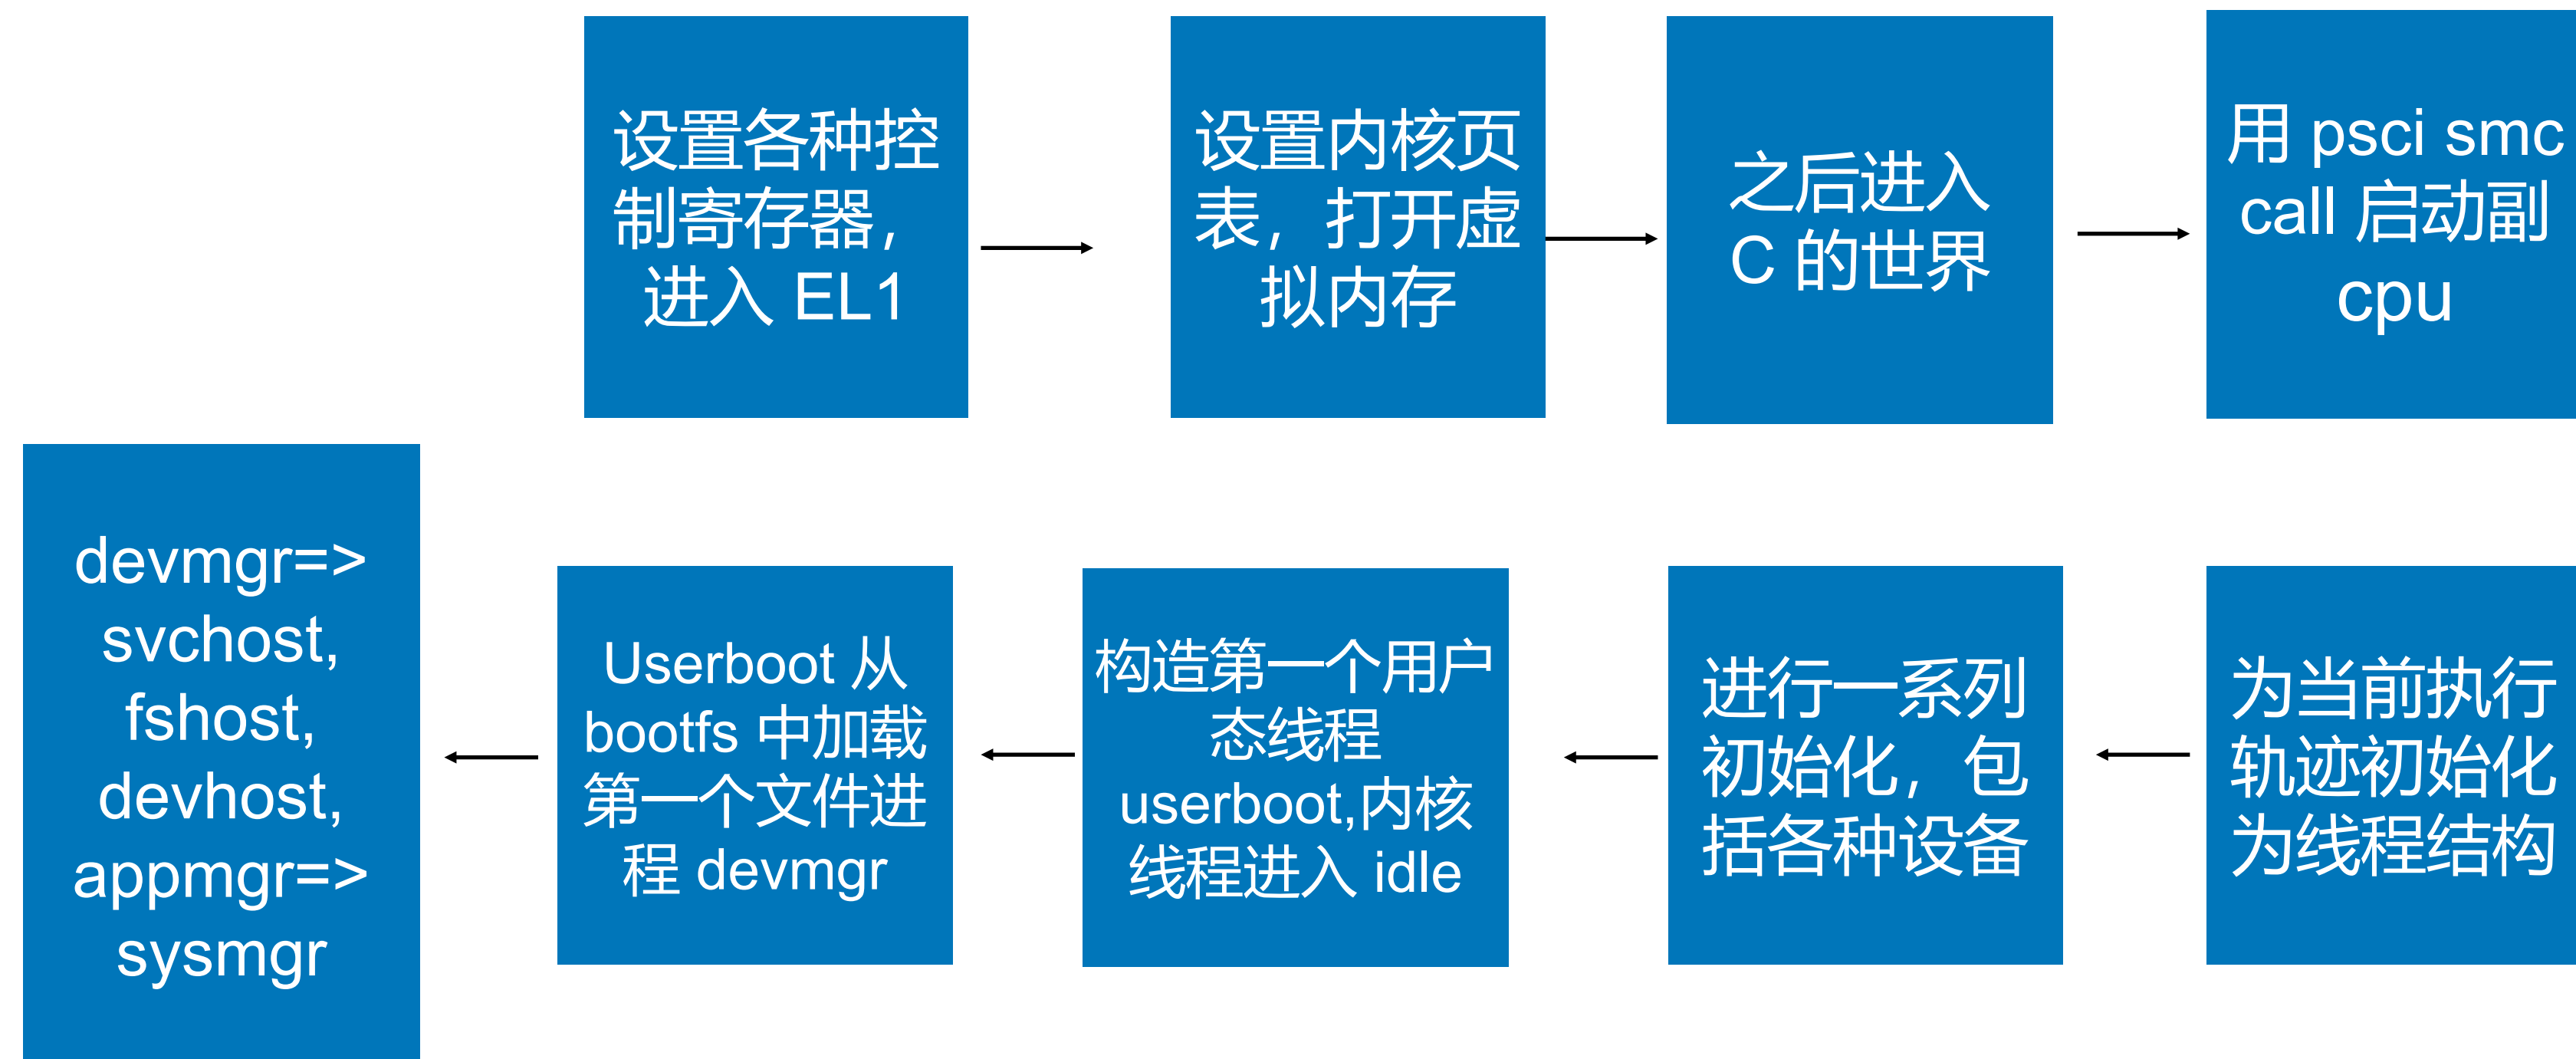 设置各种控
制寄存器，
进入 EL1
设置内核页
表，打开虚
拟内存
之后进入
C 的世界
用 psci smc
call 启动副
cpu
为当前执行
轨迹初始化
为线程结构
进行一系列
初始化，包
括各种设备
构造第一个用户
态线程
userboot,内核
线程进入 idle
Userboot 从
bootfs 中加载
第一个文件进
程 devmgr
devmgr=>
svchost,
fshost,
devhost,
appmgr=>
sysmgr